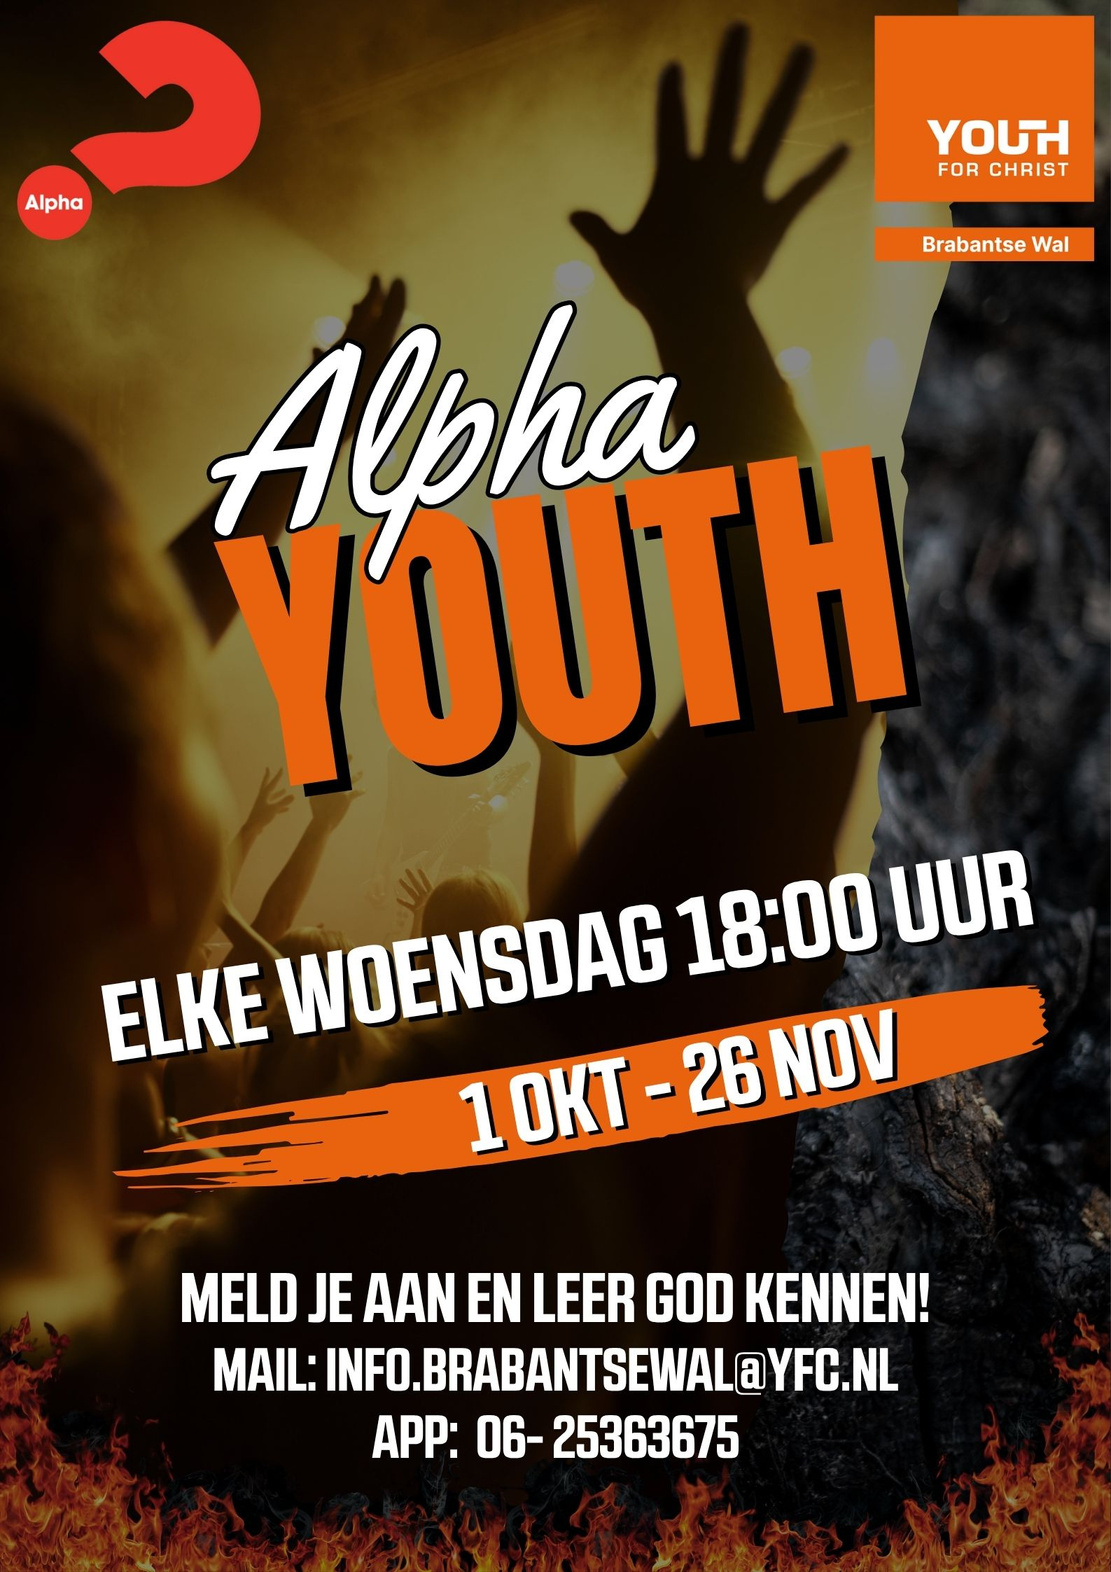 Alpha
YOUTH
FOR CHRIST
Brabantse Wal
Alpha
YOUTH
ELKE WOENSDAG 18:00 UUR
1 OKT - 26 NOV
MELD JE AAN EN LEER GOD KENNEN!
MAIL: INFO.BRABANTSEWAL@YFC.NL
APP: 06- 25363675